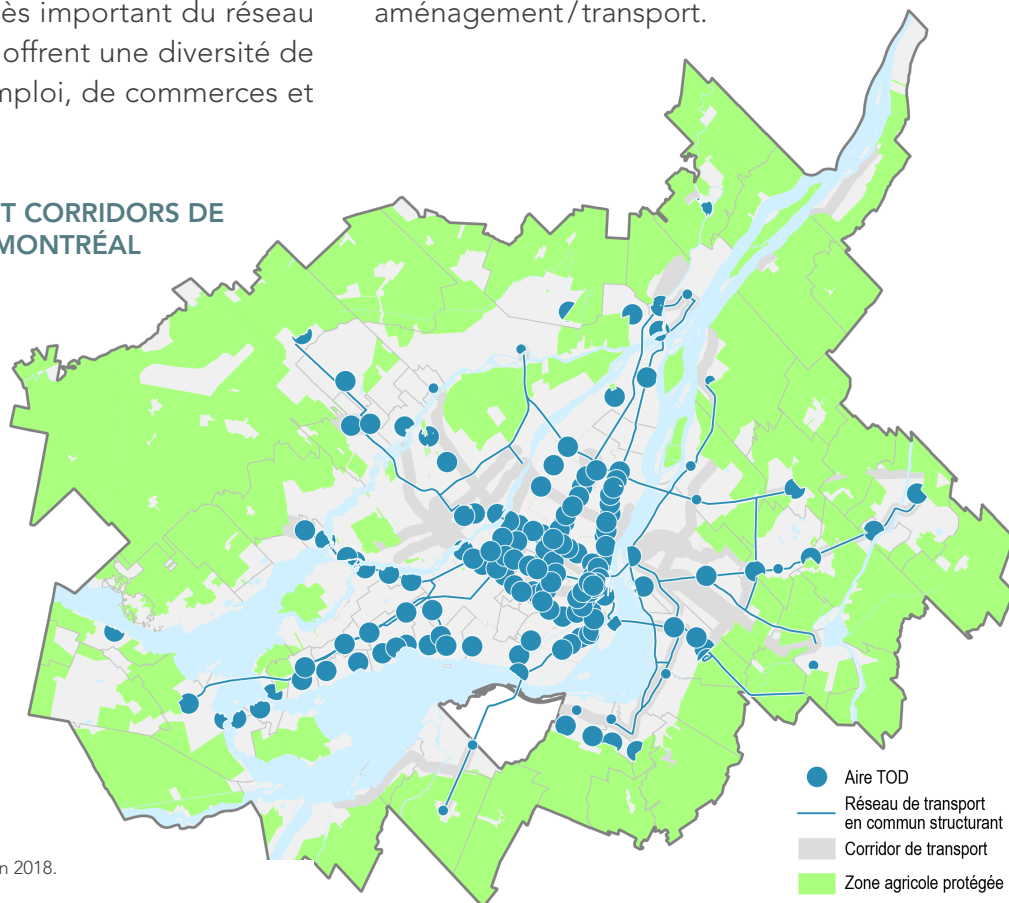 ès important du réseau
offrent une diversité de
mploi, de commerces et
aménagement / transport.
T CORRIDORS DE
MONTRÉAL
Aire TOD
Réseau de transport
en commun structurant
Corridor de transport
Zone agricole protégée
n 2018.